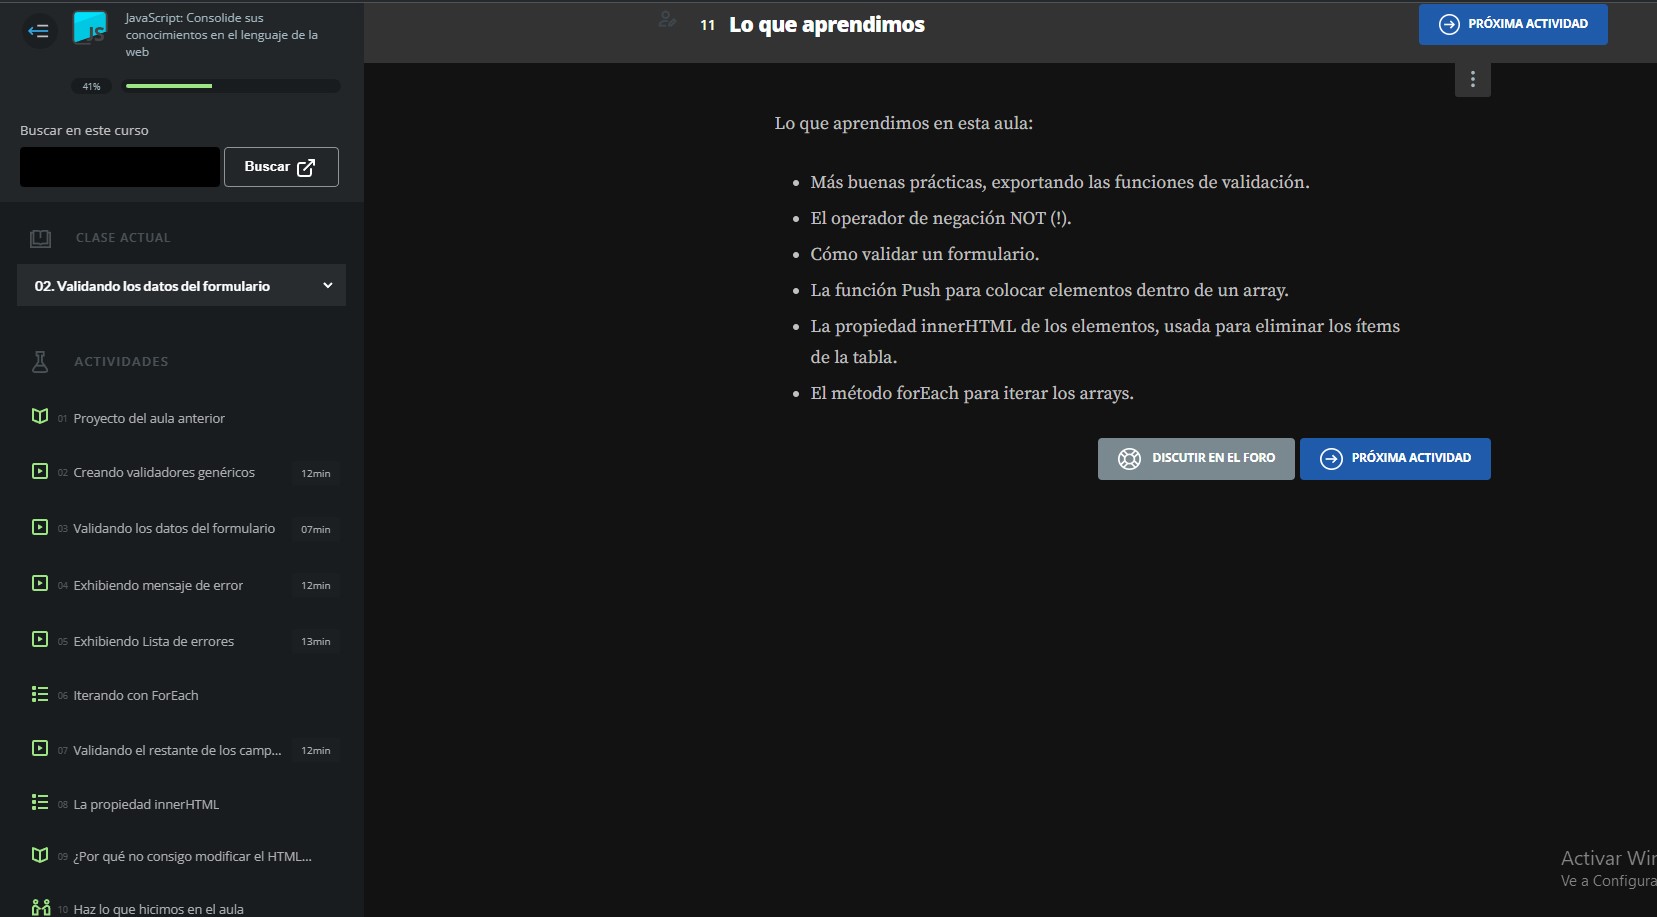 JavaScript: Consolide sus
conocimientos en el lenguaje de la
web
41%
Buscar en este curso
Buscar
CLASE ACTUAL
02. Validando los datos del formulario
ACTIVIDADES
01 Proyecto del aula anterior
02 Creando validadores genéricos 12min
03 Validando los datos del formulario 07min
04 Exhibiendo mensaje de error 12min
05 Exhibiendo Lista de errores 13min
06 Iterando con ForEach
07 Validando el restante de los camp... 12min
08 La propiedad innerHTML
09 ¿Por qué no consigo modificar el HTML...
10 Haz lo que hicimos en el aula
11 Lo que aprendimos
PRÓXIMA ACTIVIDAD
Lo que aprendimos en esta aula:
• Más buenas prácticas, exportando las funciones de validación.
• El operador de negación NOT (!).
• Cómo validar un formulario.
• La función Push para colocar elementos dentro de un array.
• La propiedad innerHTML de los elementos, usada para eliminar los ítems
de la tabla.
• El método forEach para iterar los arrays.
DISCUTIR EN EL FORO
PRÓXIMA ACTIVIDAD
Activar Win
Ve a Configura